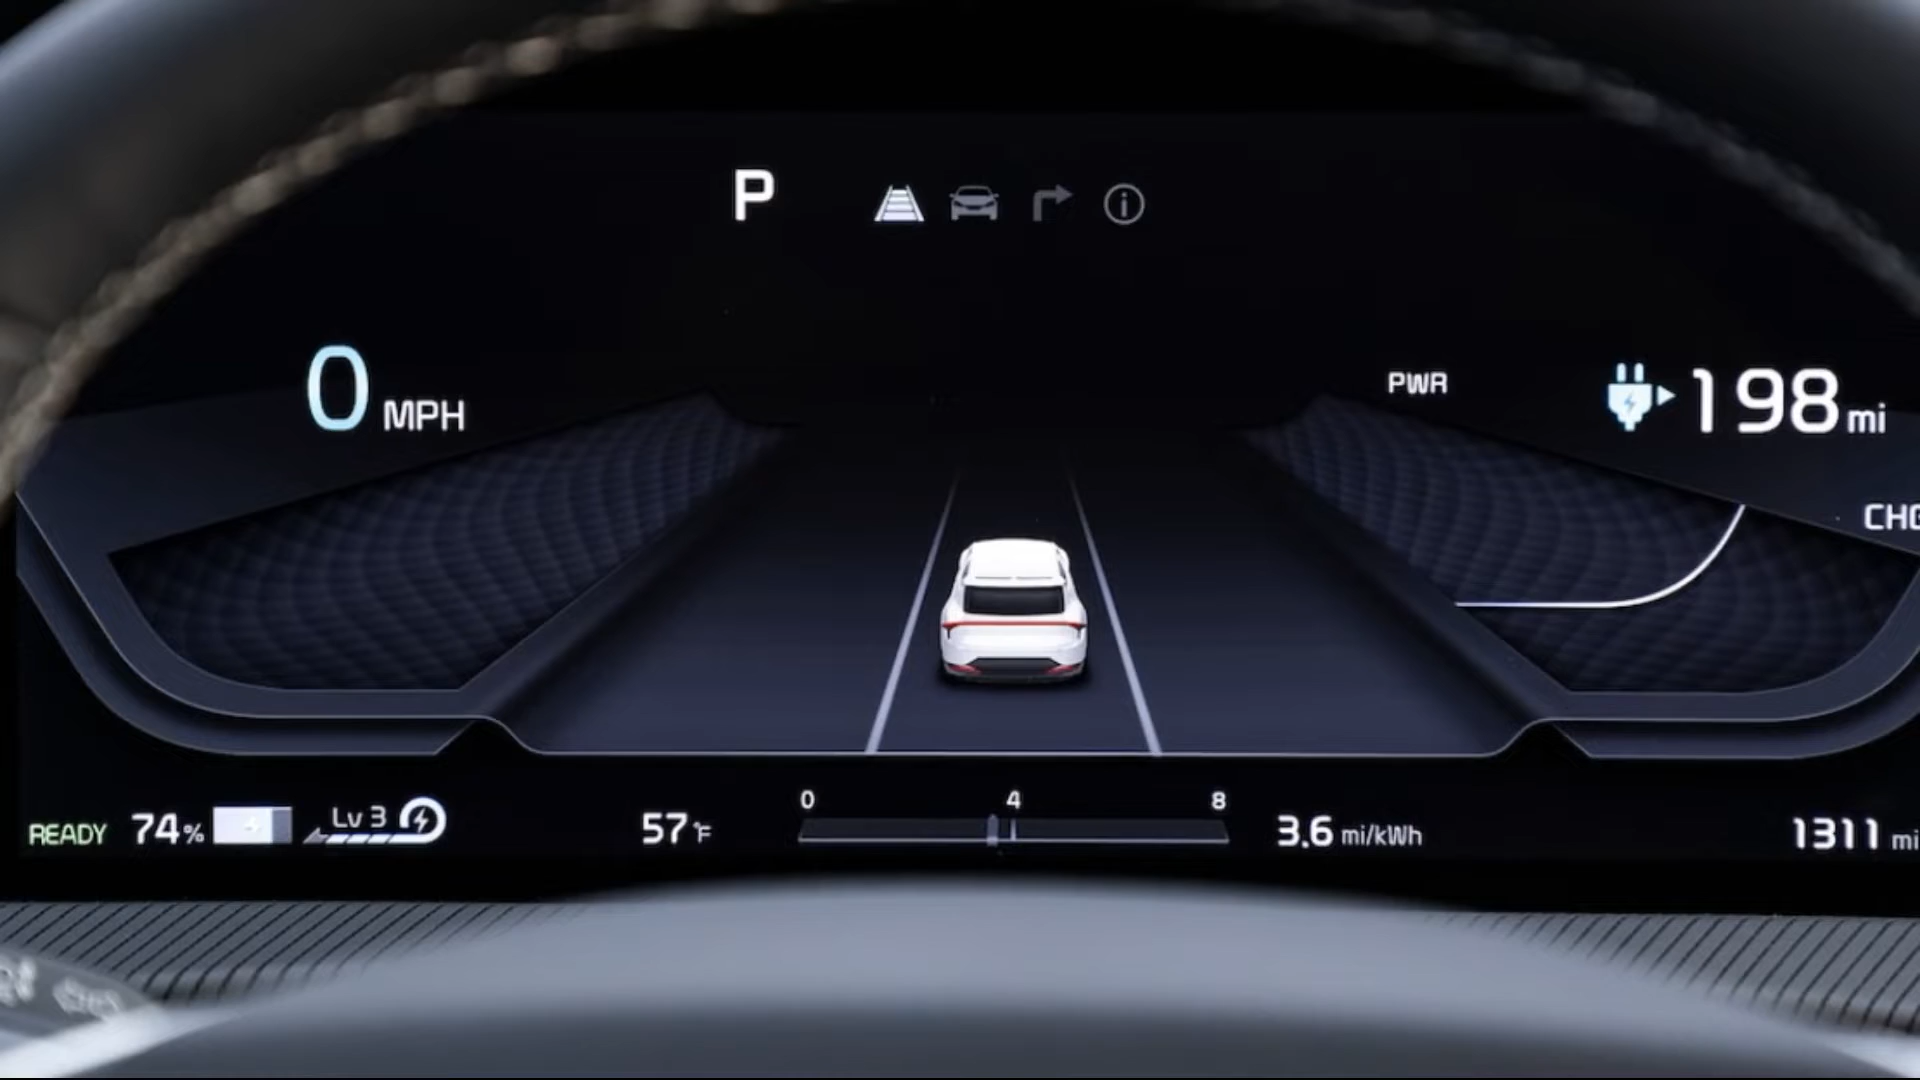 P
0 MPH
PWR
198 mi
CHG
READY 74% Lv 3
57°F
0 4 8
3.6 mi/kWh
1311 mi